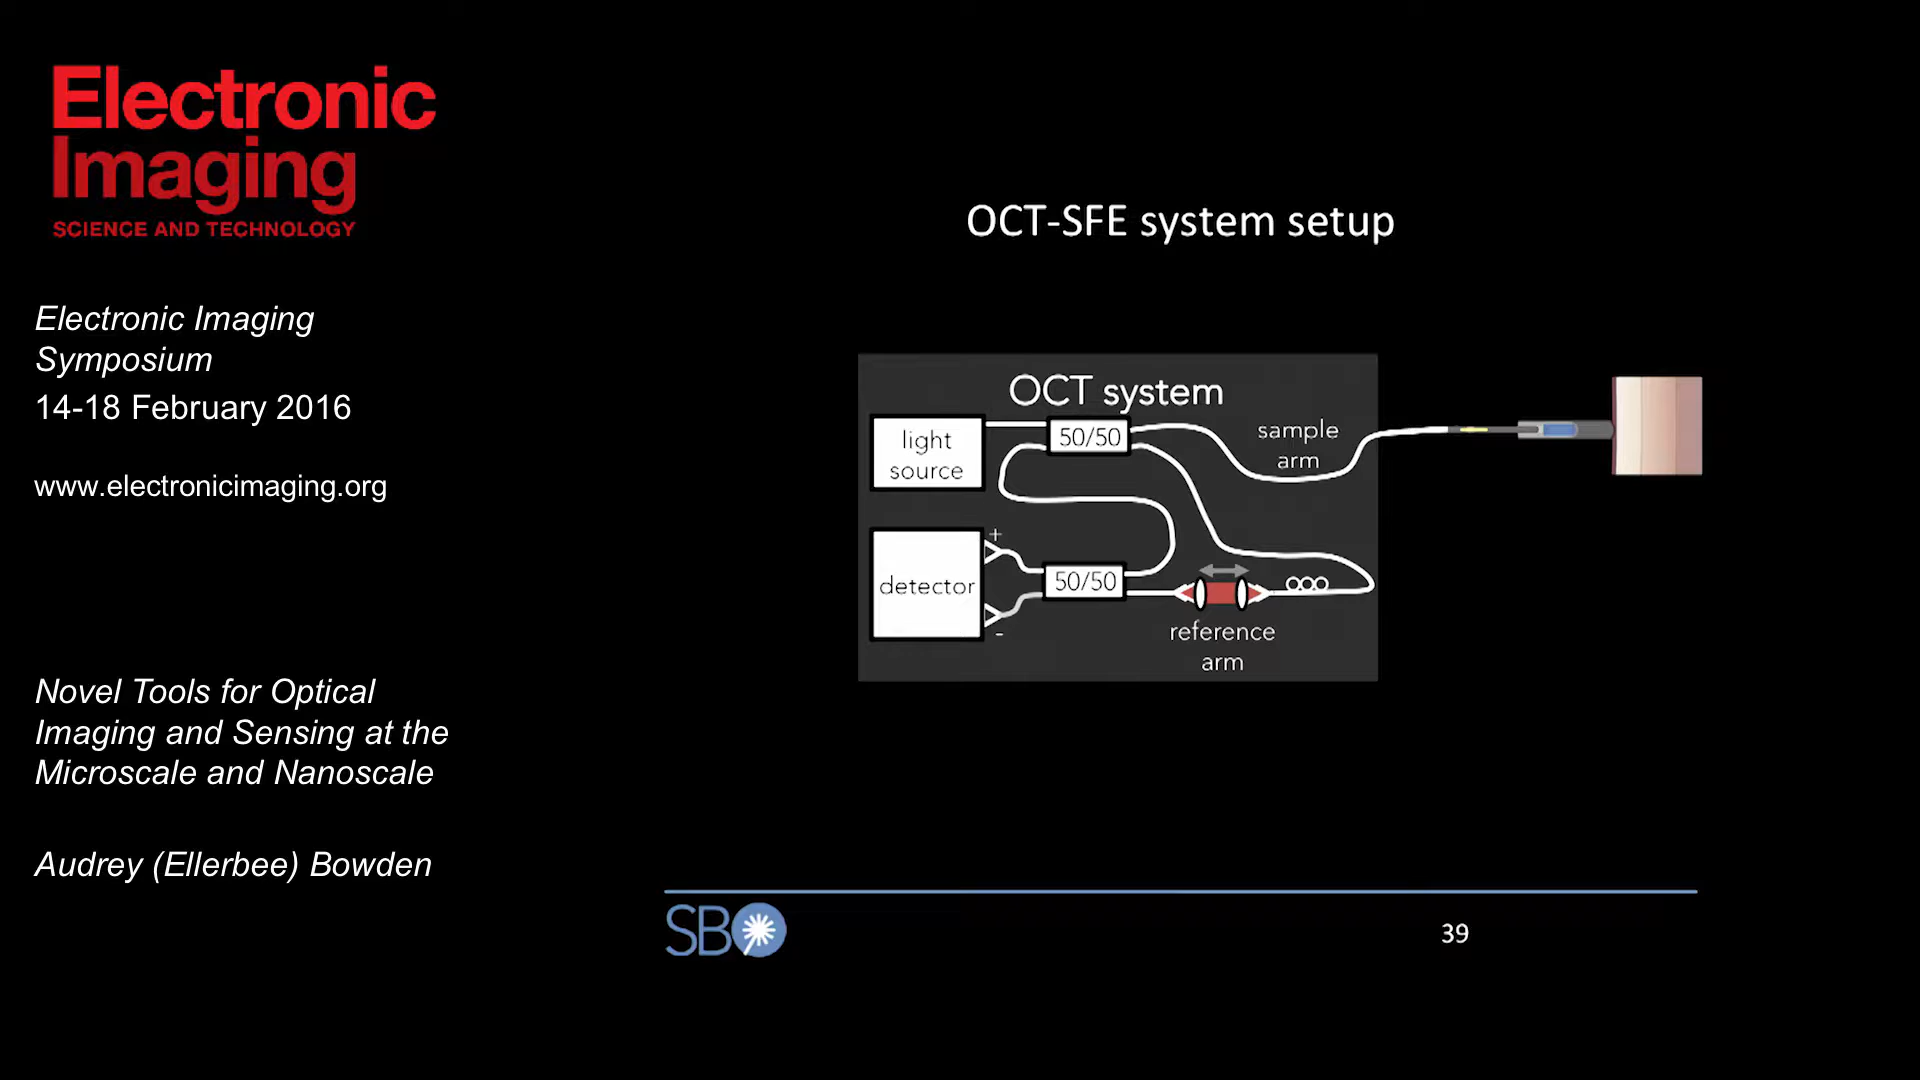 Electronic
Imaging
SCIENCE AND TECHNOLOGY
Electronic Imaging
Symposium
14-18 February 2016
www.electronicimaging.org
Novel Tools for Optical
Imaging and Sensing at the
Microscale and Nanoscale
Audrey (Ellerbee) Bowden
OCT-SFE system setup
OCT system
light
source
50/50
sample
arm
detector
+
-
50/50
reference
arm
SBO
39